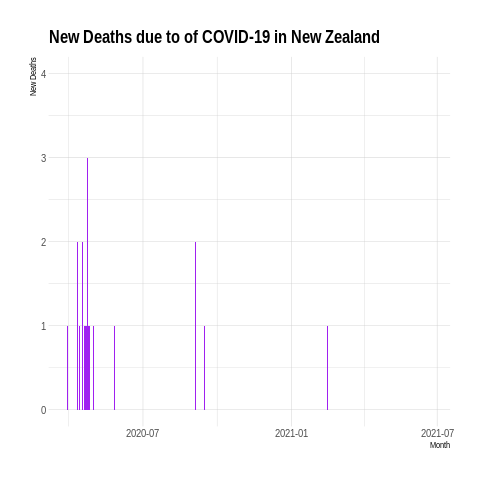 New Deaths due to of COVID-19 in New Zealand
New Deaths
4
3
2
1
0
2020-07
2021-01
2021-07
Month